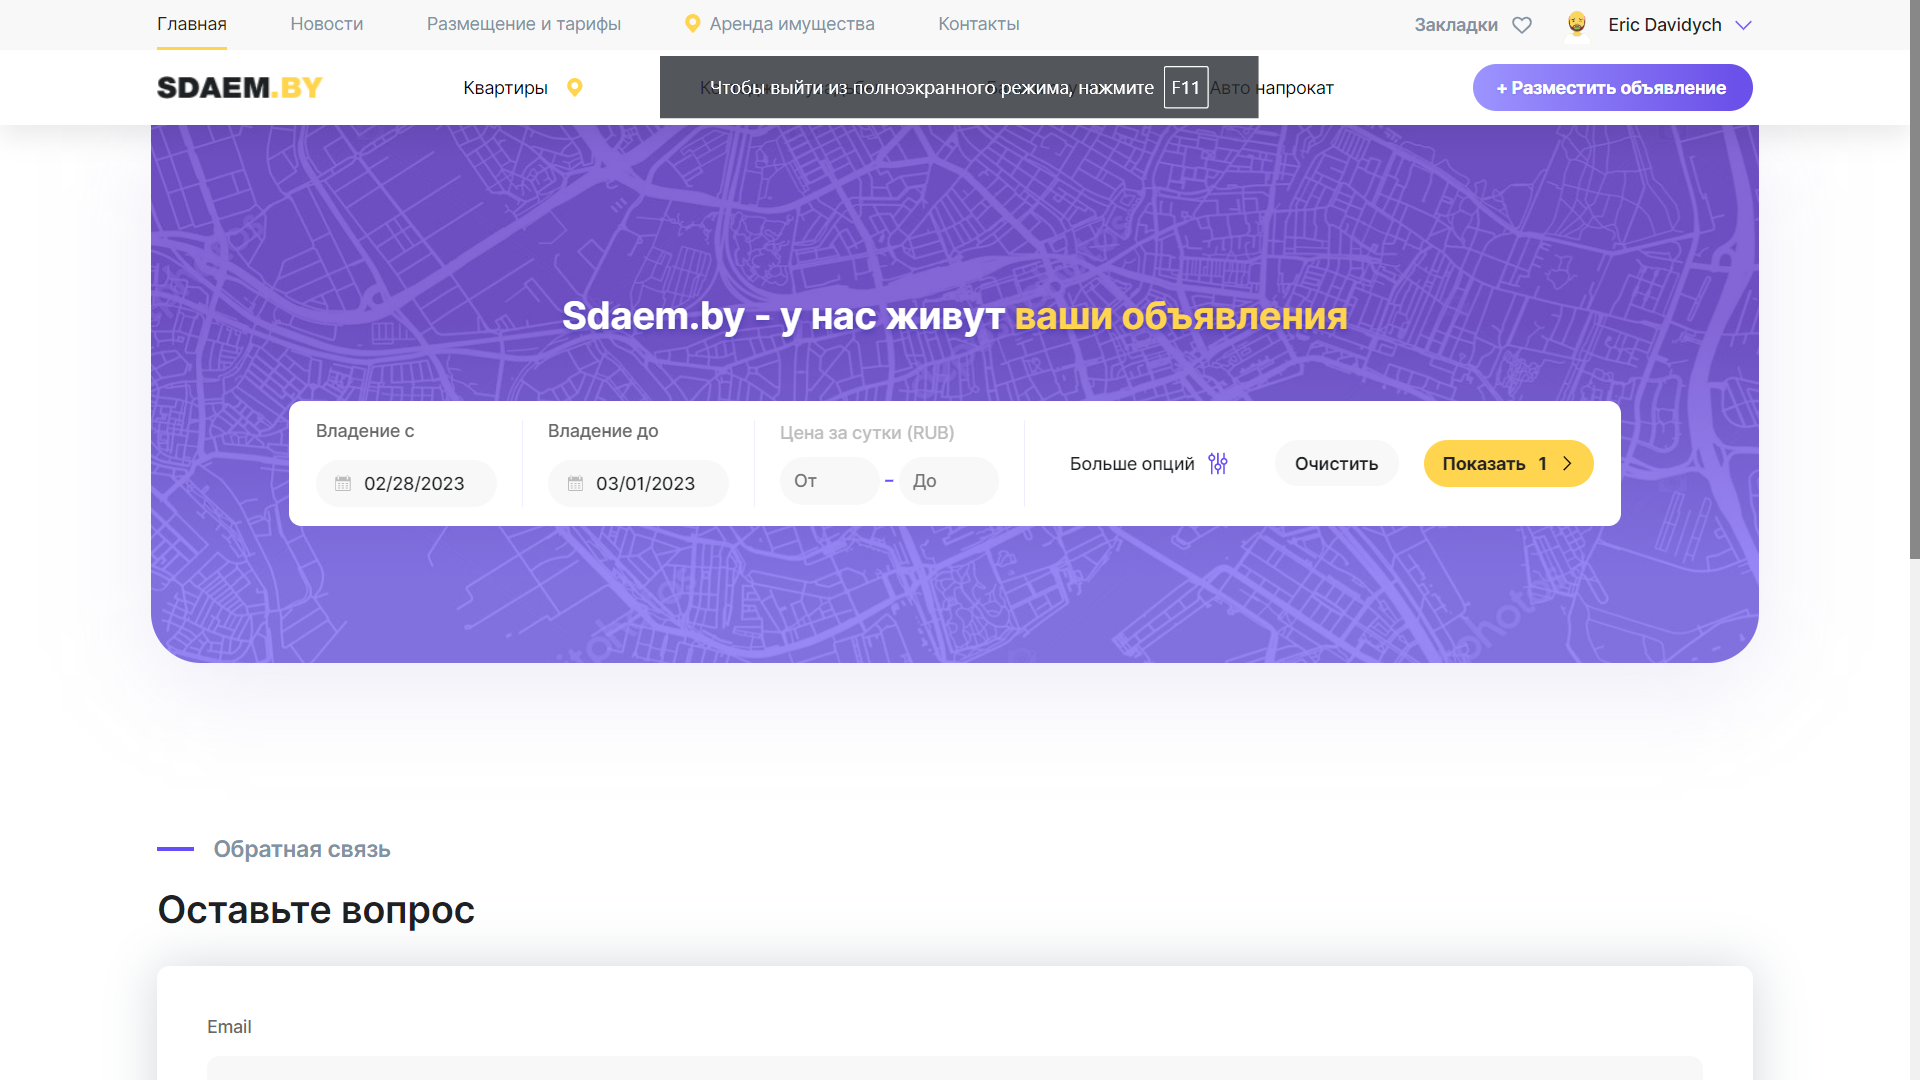 Главная Новости Размещение и тарифы Аренда имущества Контакты Закладки Eric Davidych
SDAEM.BY Квартиры Чтобы выйти из полноэкранного режима, нажмите F11 Авто напрокат + Разместить объявление
Sdaem.by - у нас живут ваши объявления
Владение с Владение до Цена за сутки (RUB)
02/28/2023 03/01/2023 От - До Больше опций Очистить Показать 1
Обратная связь
Оставьте вопрос
Email